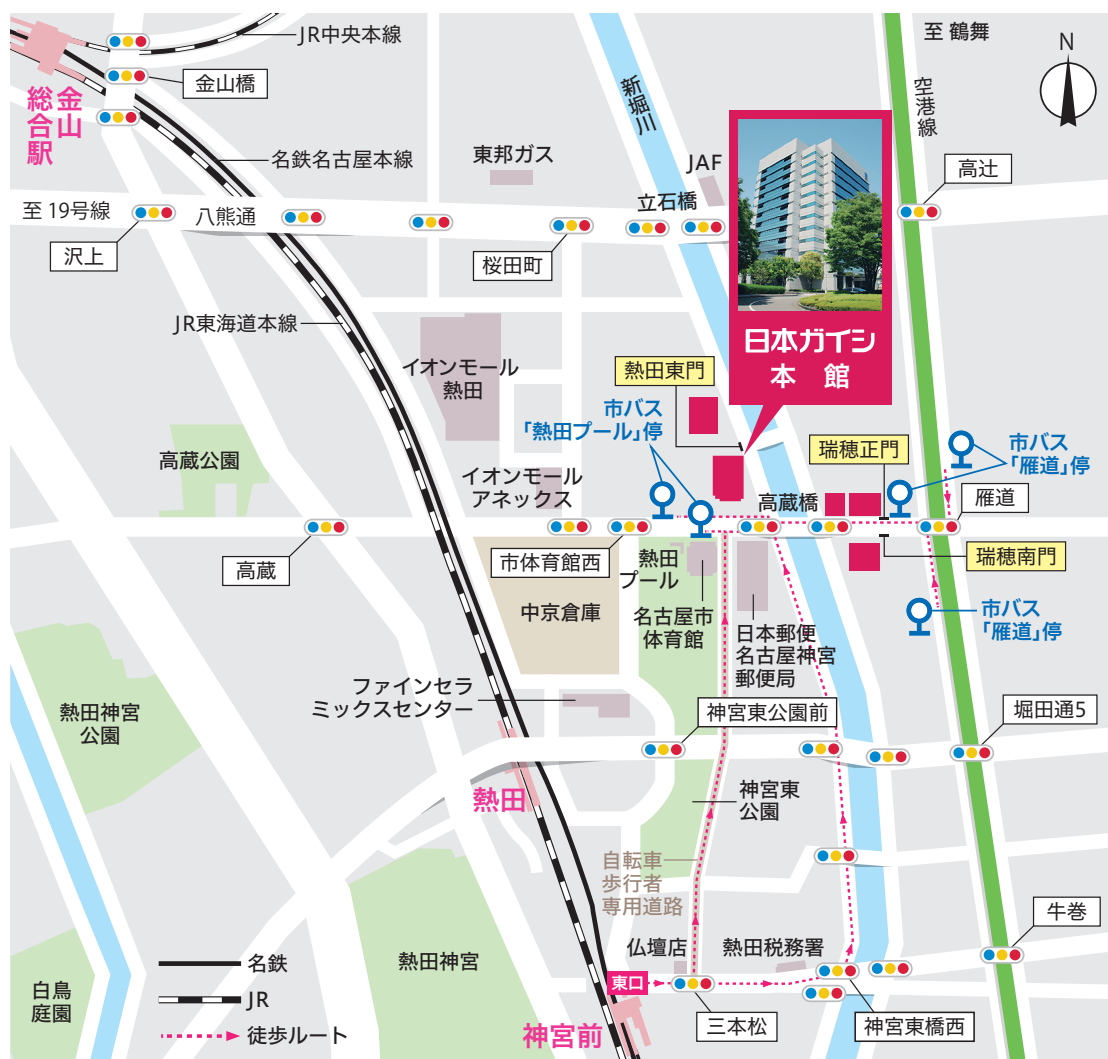 JR中央本線
至 鶴舞
N
金山橋
金山
総合駅
新堀川
空港線
名鉄名古屋本線
東邦ガス
JAF
高辻
至 19号線
八熊通
立石橋
沢上
桜田町
JR東海道本線
日本ガイシ
本 館
イオンモール
熱田
熱田東門
市バス
「熱田プール」停
瑞穂正門
市バス
「雁道」停
高蔵公園
イオンモール
アネックス
高蔵橋
雁道
高蔵
市体育館西
熱田
プール
瑞穂南門
中京倉庫
名古屋市
体育館
日本郵便
名古屋神宮
郵便局
市バス
「雁道」停
ファインセラ
ミックスセンター
熱田神宮
公園
神宮東公園前
堀田通5
熱田
神宮東
公園
自転車
歩行者
専用道路
牛巻
仏壇店
熱田税務署
熱田神宮
白鳥
庭園
名鉄
JR
徒歩ルート
東口
神宮前
三本松
神宮東橋西